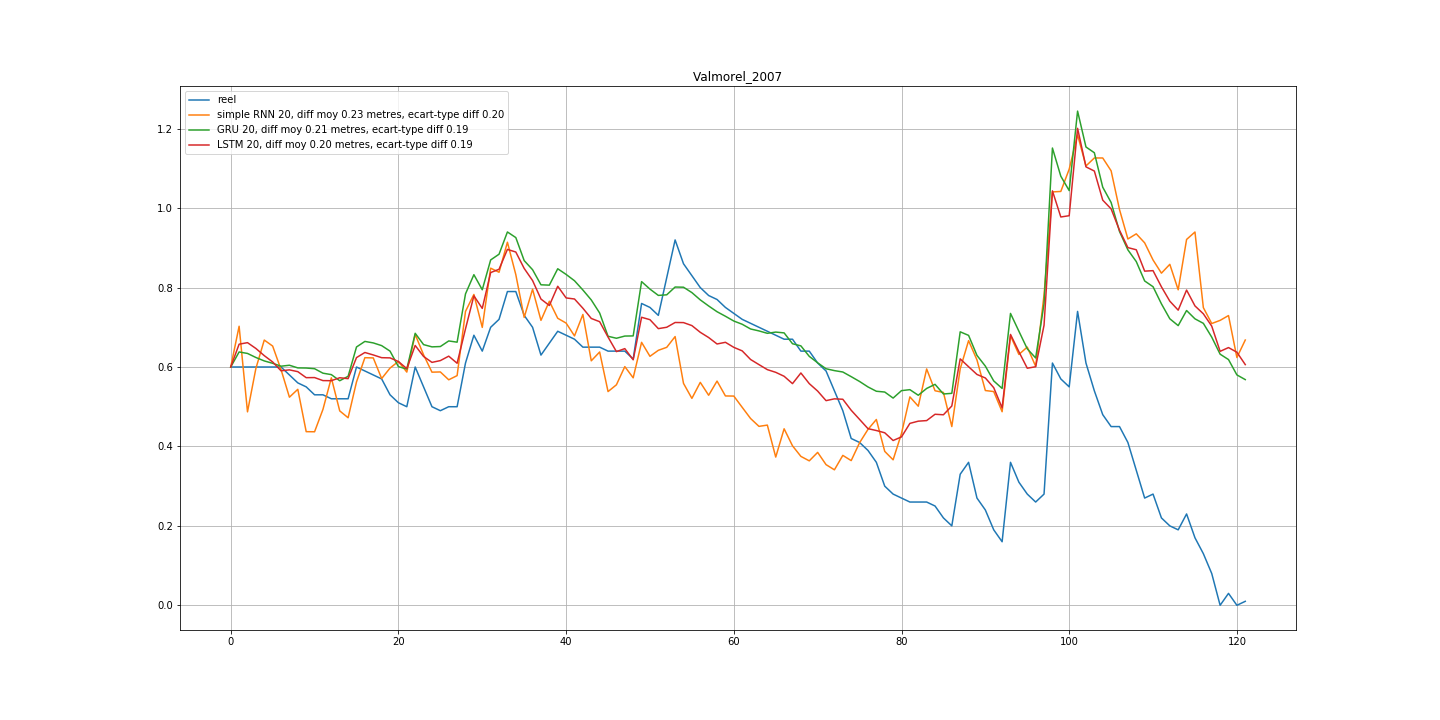 Valmorel_2007
reel
simple RNN 20, diff moy 0.23 metres, ecart-type diff 0.20
GRU 20, diff moy 0.21 metres, ecart-type diff 0.19
LSTM 20, diff moy 0.20 metres, ecart-type diff 0.19
1.2
1.0
0.8
0.6
0.4
0.2
0.0
0 20 40 60 80 100 120